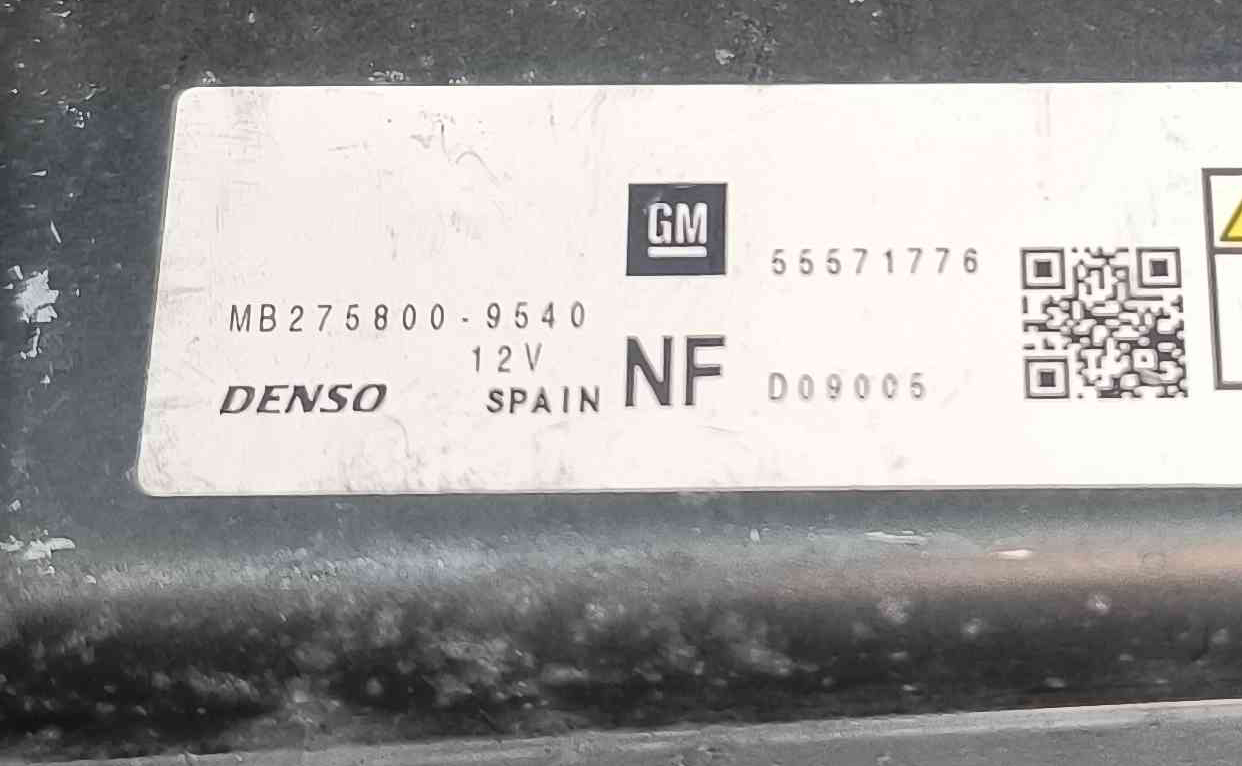 GM
55571776
MB275800-9540
12V
NF
DENSO
SPAIN
D09005